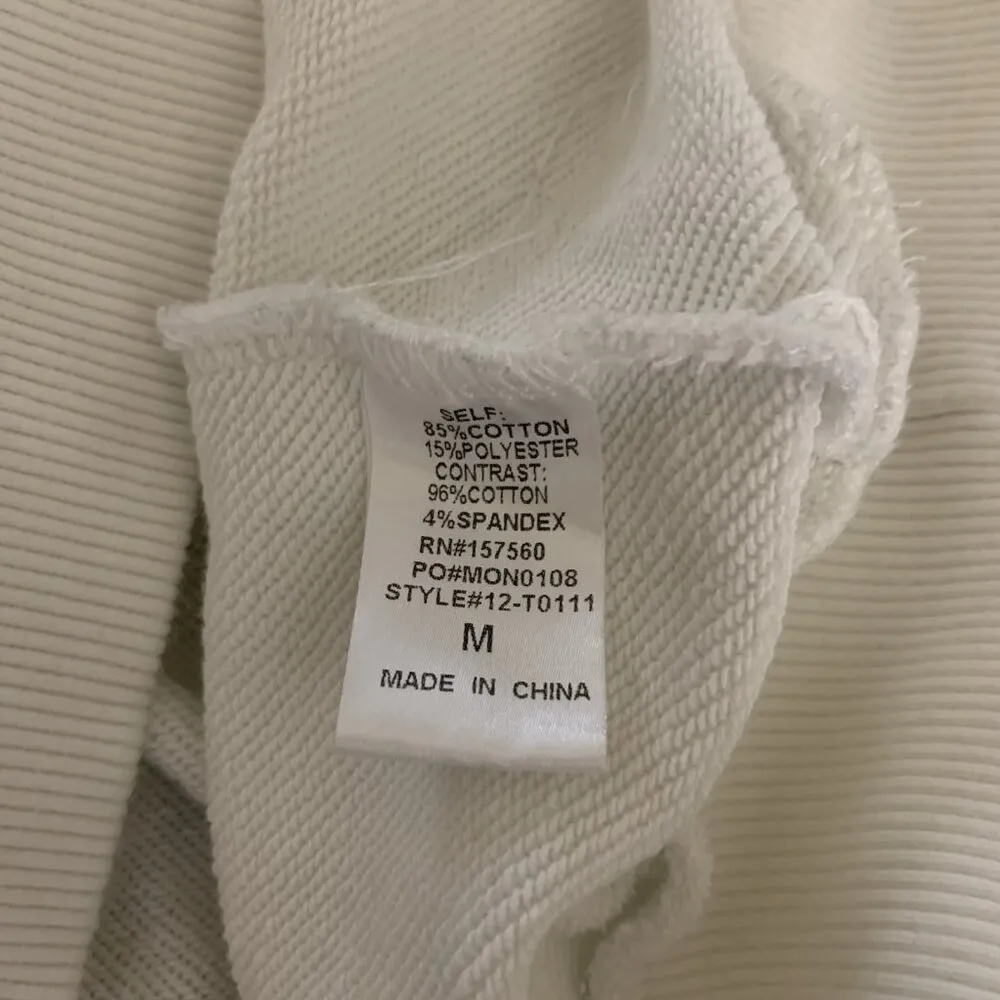 SELF:
85%COTTON
15%POLYESTER
CONTRAST:
96%COTTON
4%SPANDEX
RN#157560
PO#MON0108
STYLE#12-T0111
M
MADE IN CHINA